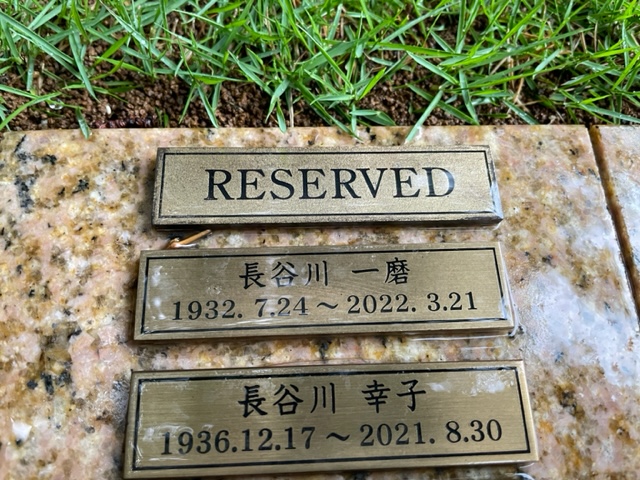 RESERVED
長谷川 一磨
1932. 7.24～2022. 3.21
長谷川 幸子
1936.12.17～2021. 8.30